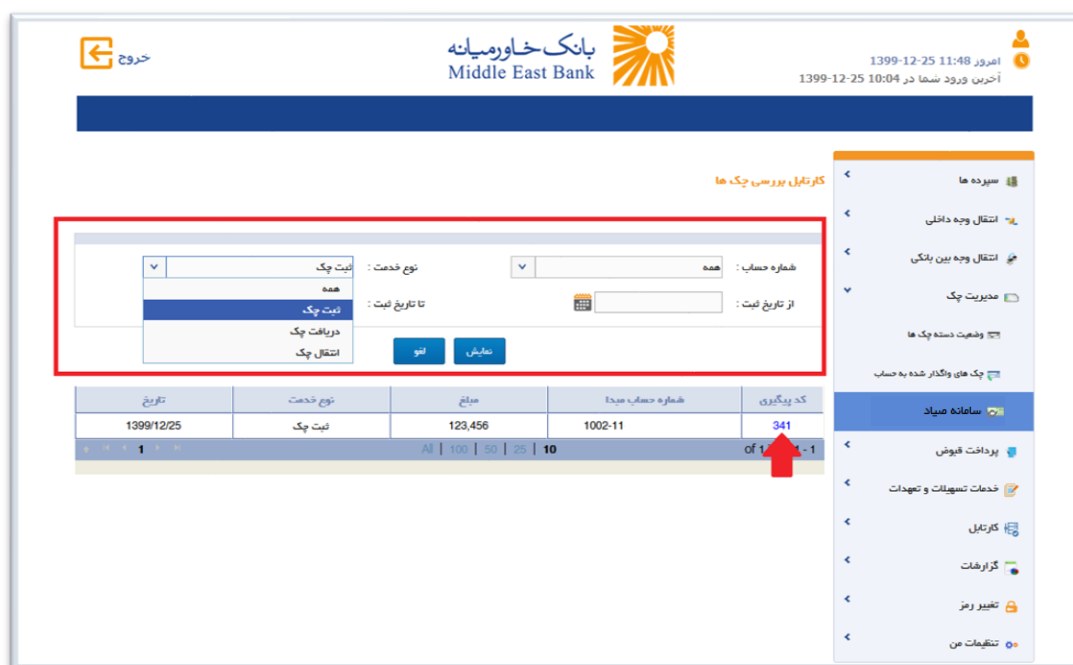 امروز 11:48 1399-12-25
آخرین ورود شما در 10:04 1399-12-25
بانک خاورمیانه
Middle East Bank
خروج
سپرده ها
انتقال وجه داخلی
انتقال وجه بین بانکی
مدیریت چک
وضعیت دسته چک ها
چک های واگذار شده به حساب
سامانه صیاد
پرداخت قبوض
خدمات تسهیلات و تعهدات
کارتابل
گزارشات
تغییر رمز
تنظیمات من
کارتابل بررسی چک ها
شماره حساب : همه نوع خدمت : ثبت چک
همه
ثبت چک
دریافت چک
انتقال چک
از تاریخ ثبت : تا تاریخ ثبت :
نمایش لغو
کد پیگیری شماره حساب مبدا مبلغ نوع خدمت تاریخ
341 1002-11 123,456 ثبت چک 1399/12/25
1 - of 1 10 | 25 | 50 | 100 | All 1